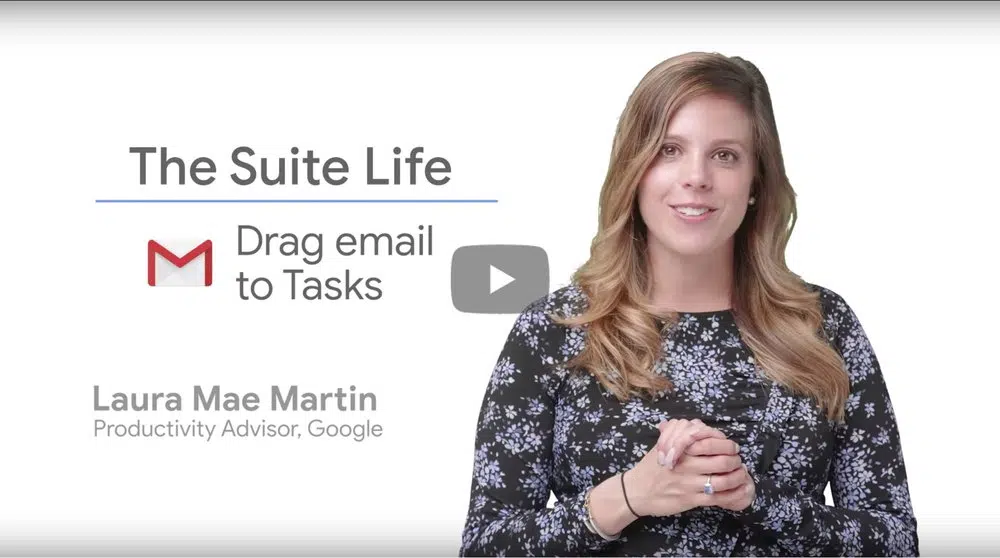 The Suite Life
Drag email
to Tasks
Laura Mae Martin
Productivity Advisor, Google